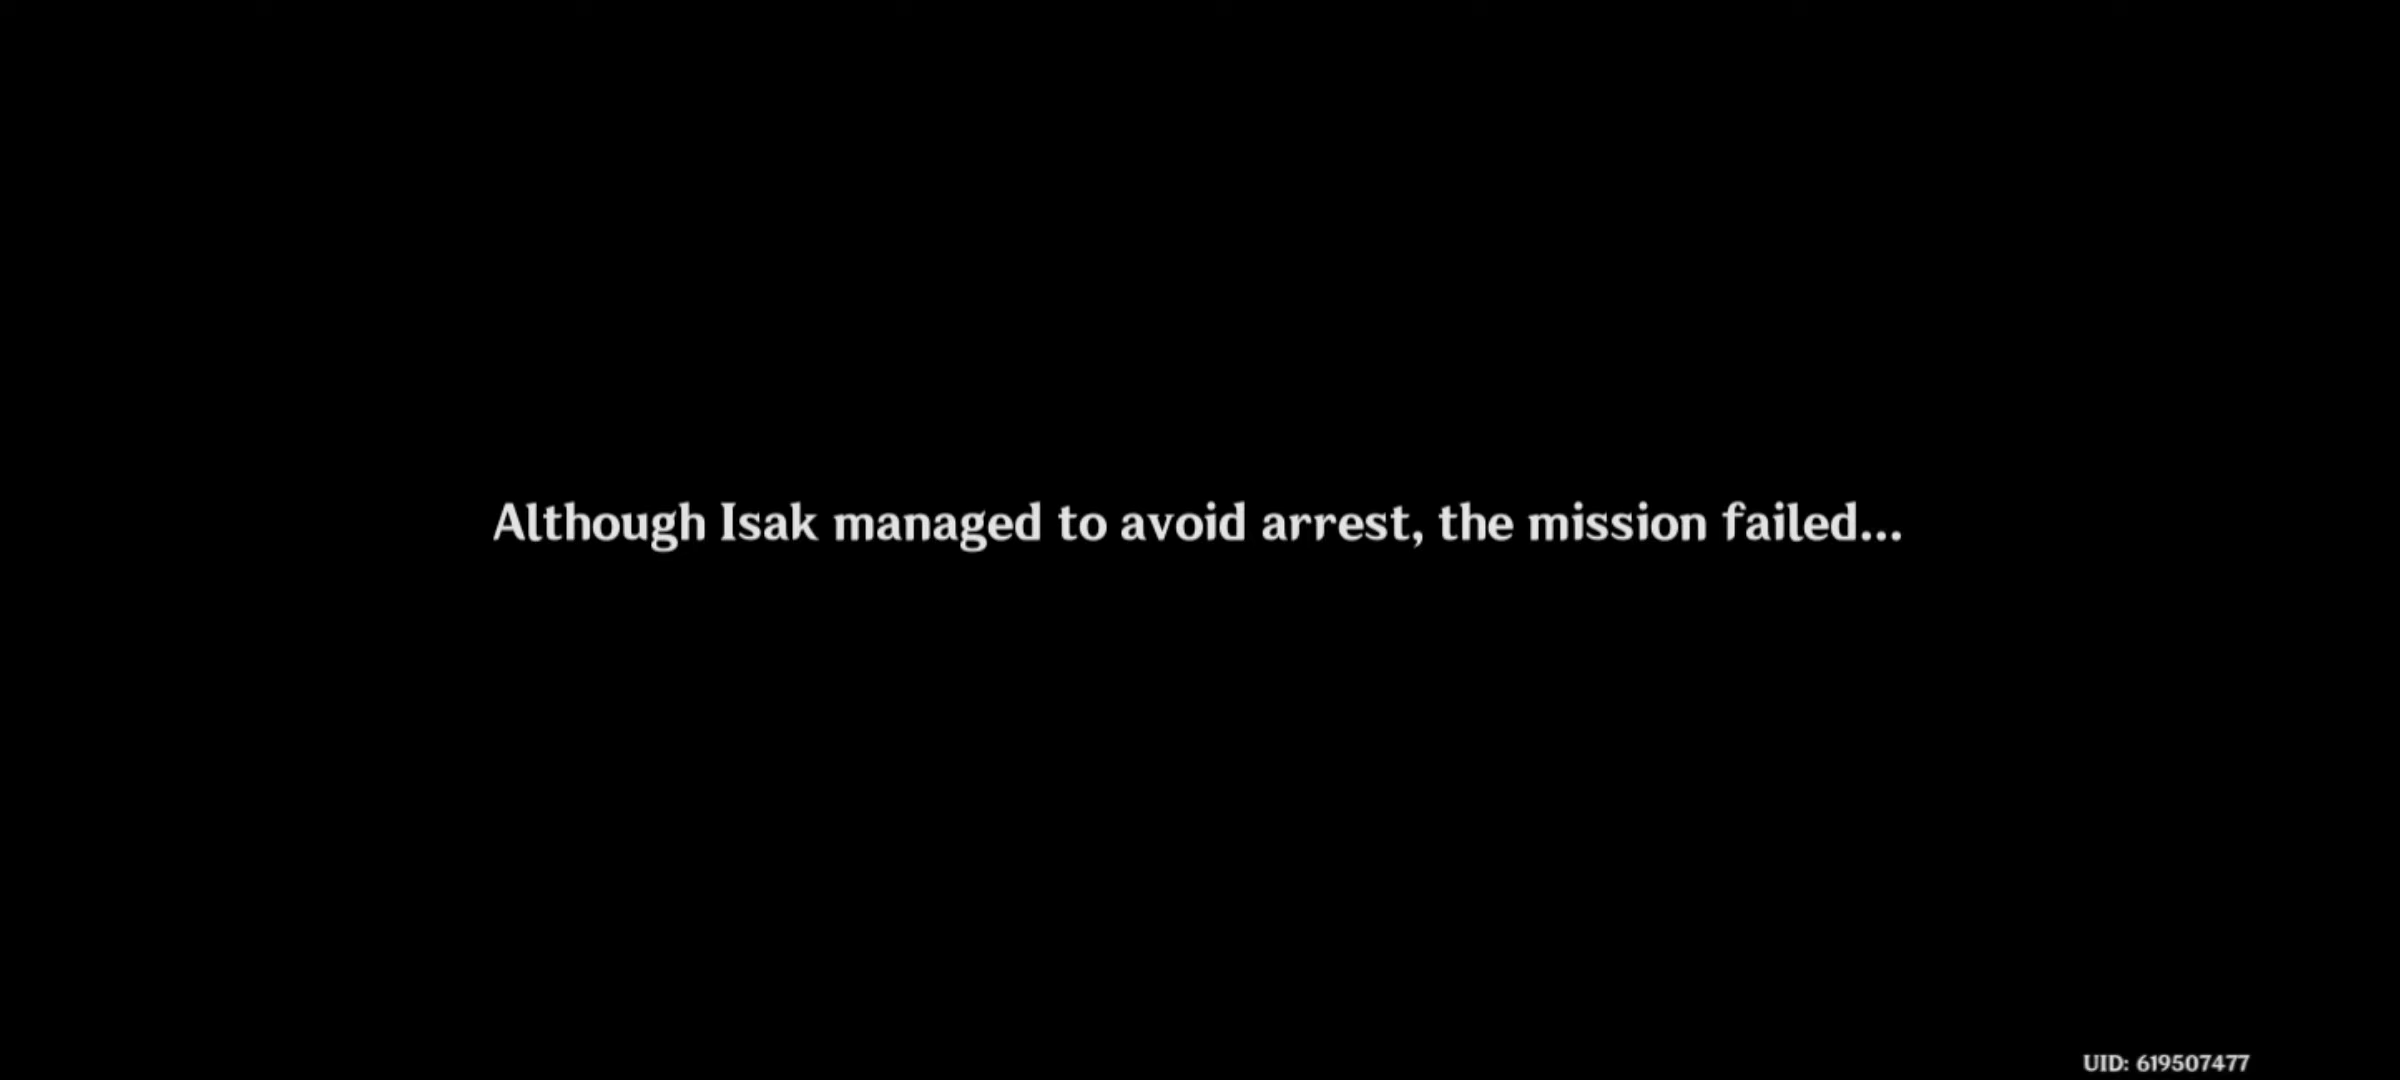 Although Isak managed to avoid arrest, the mission failed...
UID: 619507477